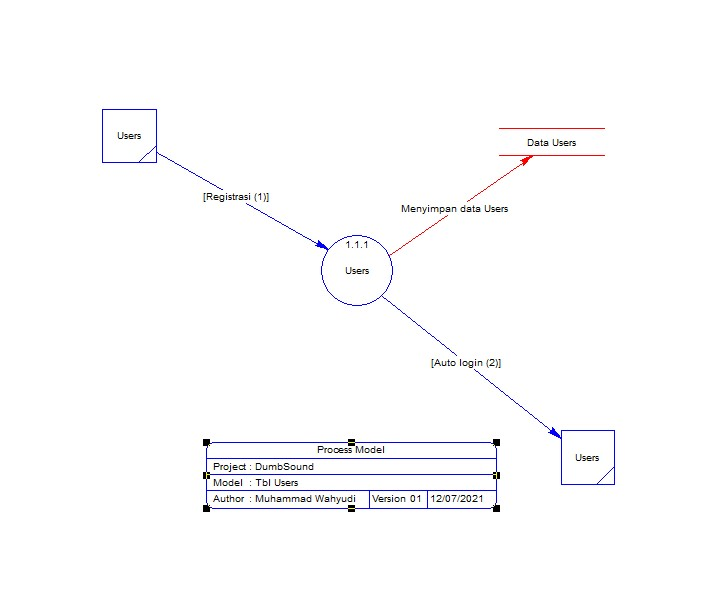 Users
Data Users
[Registrasi (1)]
Menyimpan data Users
1.1.1
Users
[Auto login (2)]
Users
Process Model
Project : DumbSound
Model : Tbl Users
Author : Muhammad Wahyudi Version 01 12/07/2021